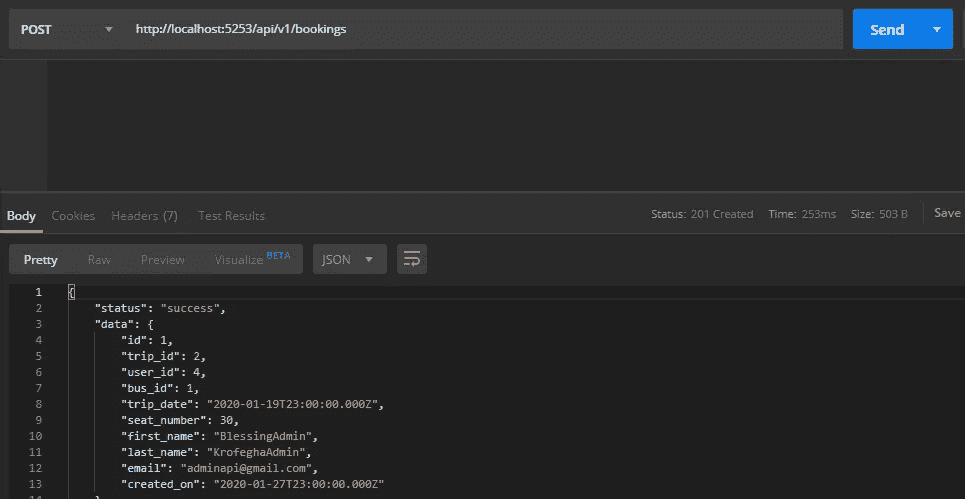 POST http://localhost:5253/api/v1/bookings Send
Body Cookies Headers (7) Test Results Status: 201 Created Time: 253ms Size: 503 B Save
Pretty Raw Preview Visualize BETA JSON
1 {
2 "status": "success",
3 "data": {
4 "id": 1,
5 "trip_id": 2,
6 "user_id": 4,
7 "bus_id": 1,
8 "trip_date": "2020-01-19T23:00:00.000Z",
9 "seat_number": 30,
10 "first_name": "BlessingAdmin",
11 "last_name": "KrofeghaAdmin",
12 "email": "adminapi@gmail.com",
13 "created_on": "2020-01-27T23:00:00.000Z"